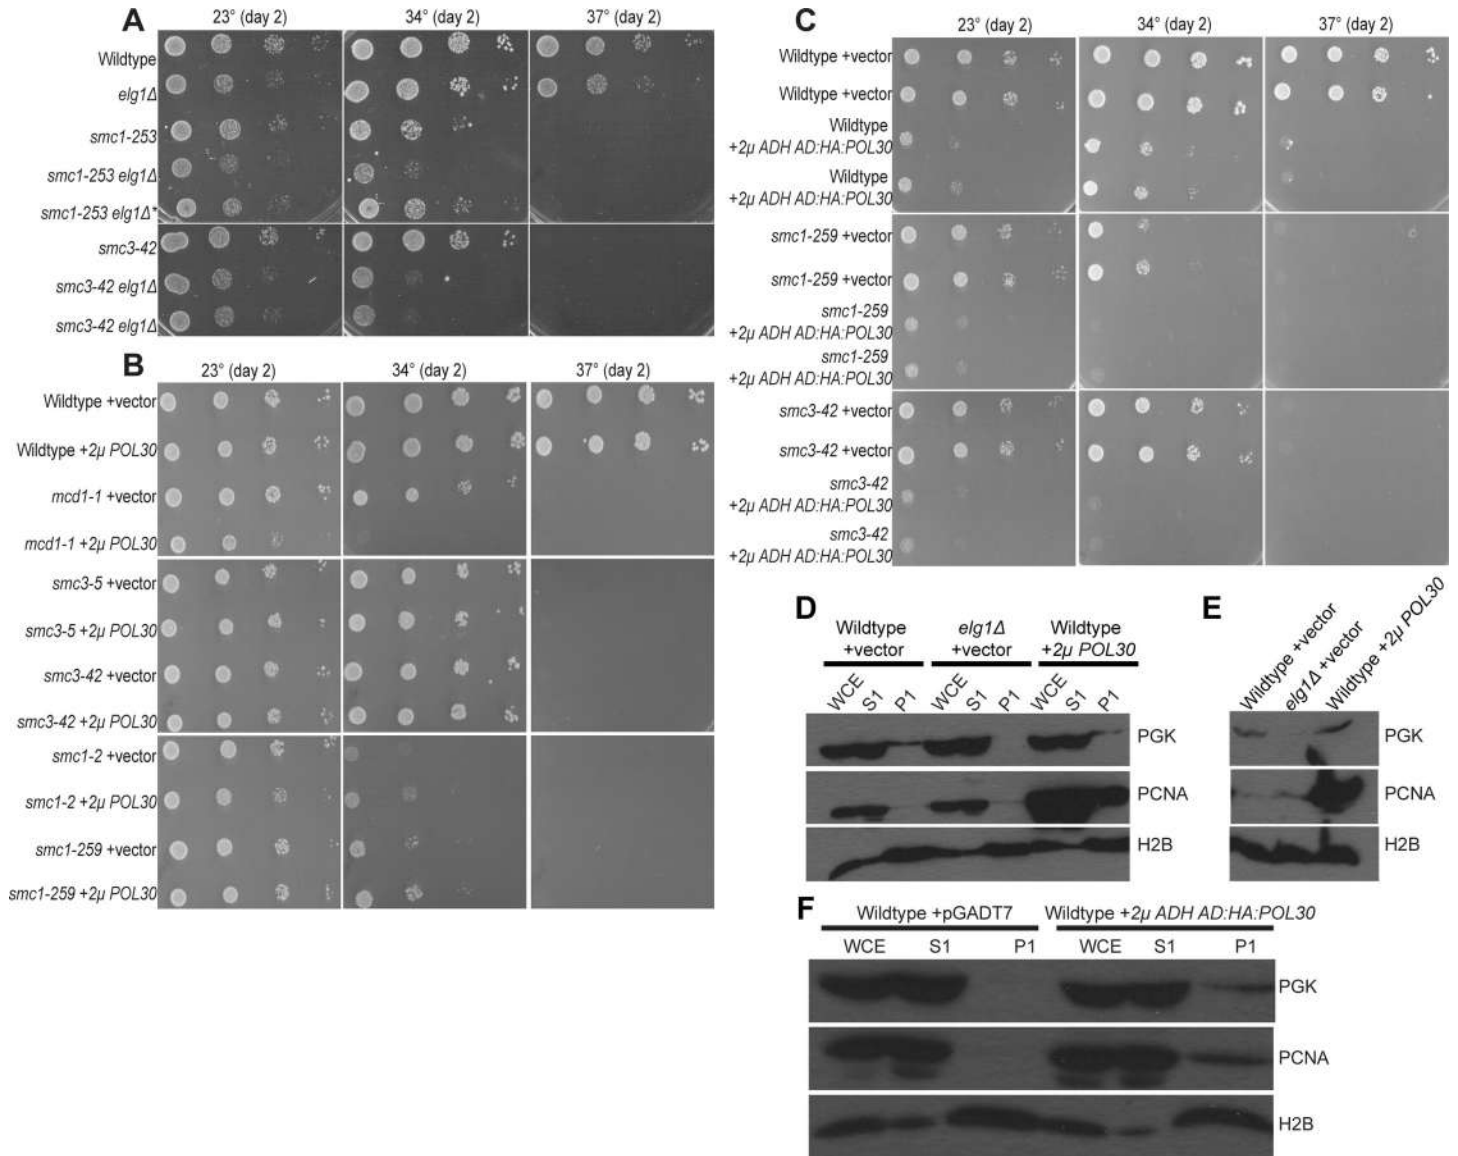 A
23° (day 2)
34° (day 2)
37° (day 2)
Wildtype
elg1Δ
smc1-253
smc1-253 elg1Δ
smc1-253 elg1Δ*
smc3-42
smc3-42 elg1Δ
smc3-42 elg1Δ
B
23° (day 2)
34° (day 2)
37° (day 2)
Wildtype +vector
Wildtype +2μ POL30
mcd1-1 +vector
mcd1-1 +2μ POL30
smc3-5 +vector
smc3-5 +2μ POL30
smc3-42 +vector
smc3-42 +2μ POL30
smc1-2 +vector
smc1-2 +2μ POL30
smc1-259 +vector
smc1-259 +2μ POL30
C
23° (day 2)
34° (day 2)
37° (day 2)
Wildtype +vector
Wildtype +vector
Wildtype
+2μ ADH AD:HA:POL30
Wildtype
+2μ ADH AD:HA:POL30
smc1-259 +vector
smc1-259 +vector
smc1-259
+2μ ADH AD:HA:POL30
smc1-259
+2μ ADH AD:HA:POL30
smc3-42 +vector
smc3-42 +vector
smc3-42
+2μ ADH AD:HA:POL30
smc3-42
+2μ ADH AD:HA:POL30
D
Wildtype
+vector
elg1Δ
+vector
Wildtype
+2μ POL30
WCE S1 P1 WCE S1 P1 WCE S1 P1
PGK
PCNA
H2B
E
Wildtype +vector
elg1Δ +vector
Wildtype +2μ POL30
PGK
PCNA
H2B
F
Wildtype +pGADT7
Wildtype +2μ ADH AD:HA:POL30
WCE S1 P1 WCE S1 P1
PGK
PCNA
H2B